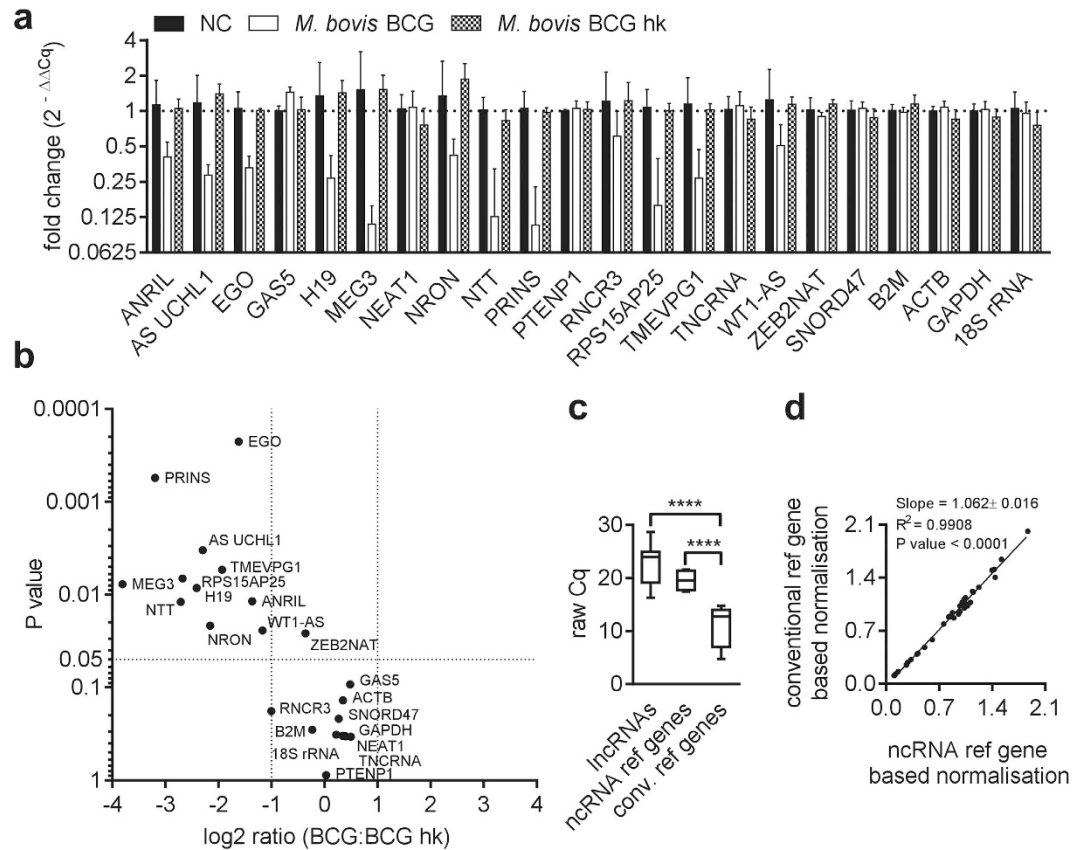 a
NC M. bovis BCG M. bovis BCG hk
fold change (2 - ΔΔCq)
4
2
1
0.5
0.25
0.125
0.0625
ANRIL
AS UCHL1
EGO
GAS5
H19
MEG3
NEAT1
NRON
NTT
PRINS
PTENP1
RNCR3
RPS15AP25
TMEVPG1
TNCRNA
WT1-AS
ZEB2NAT
SNORD47
B2M
ACTB
GAPDH
18S rRNA
b
P value
0.0001
0.001
0.01
0.05
0.1
1
EGO
PRINS
AS UCHL1
TMEVPG1
MEG3
RPS15AP25
H19
NTT
ANRIL
WT1-AS
NRON
ZEB2NAT
GAS5
ACTB
RNCR3
SNORD47
B2M
GAPDH
18S rRNA
NEAT1
TNCRNA
PTENP1
-4 -3 -2 -1 0 1 2 3 4
log2 ratio (BCG:BCG hk)
c
raw Cq
30
20
10
0
****
****
lncRNAs
ncRNA ref genes
conv. ref genes
d
conventional ref gene
based normalisation
Slope = 1.062± 0.016
R2 = 0.9908
P value < 0.0001
2.1
1.4
0.7
0.0
0.0 0.7 1.4 2.1
ncRNA ref gene
based normalisation